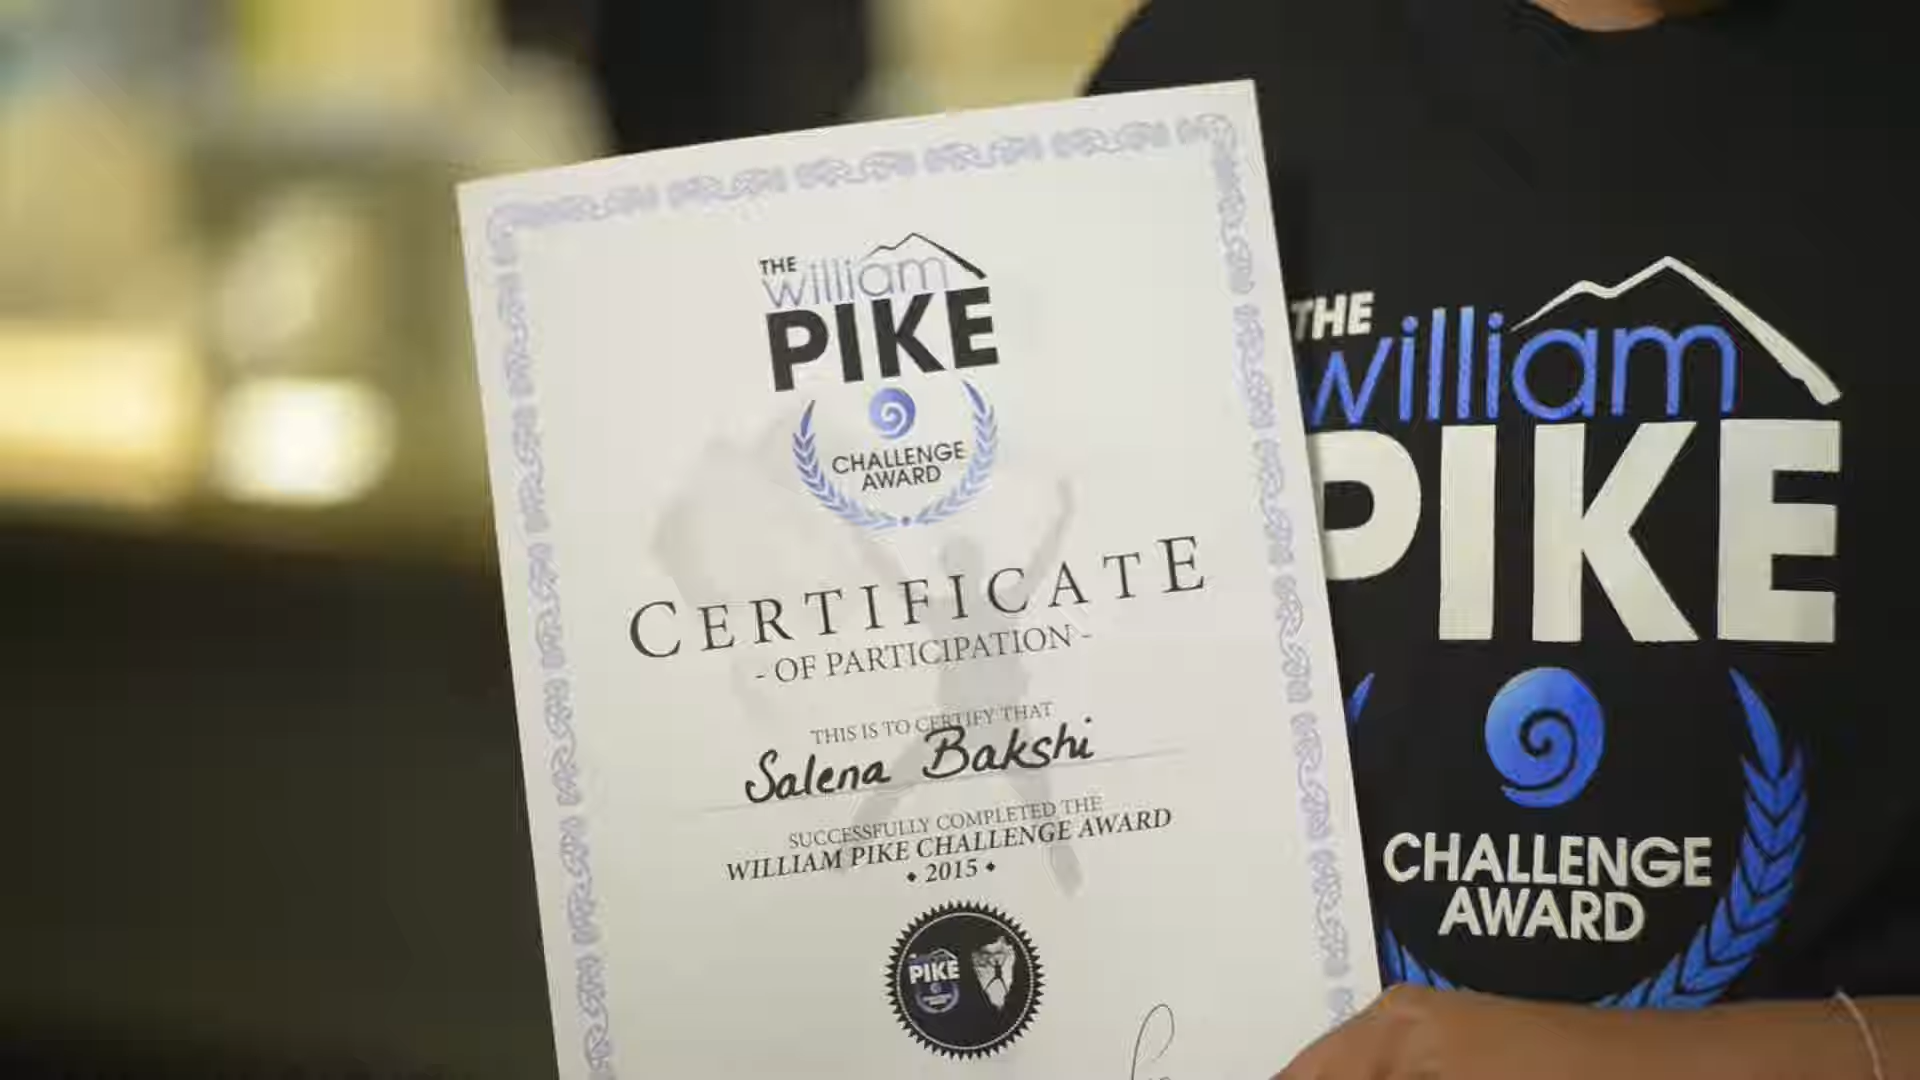 THE
william
PIKE
CHALLENGE
AWARD
CERTIFICATE
- OF PARTICIPATION -
THIS IS TO CERTIFY THAT
Salena Bakshi
SUCCESSFULLY COMPLETED THE
WILLIAM PIKE CHALLENGE AWARD
• 2015 •
PIKE
THE
william
PIKE
CHALLENGE
AWARD